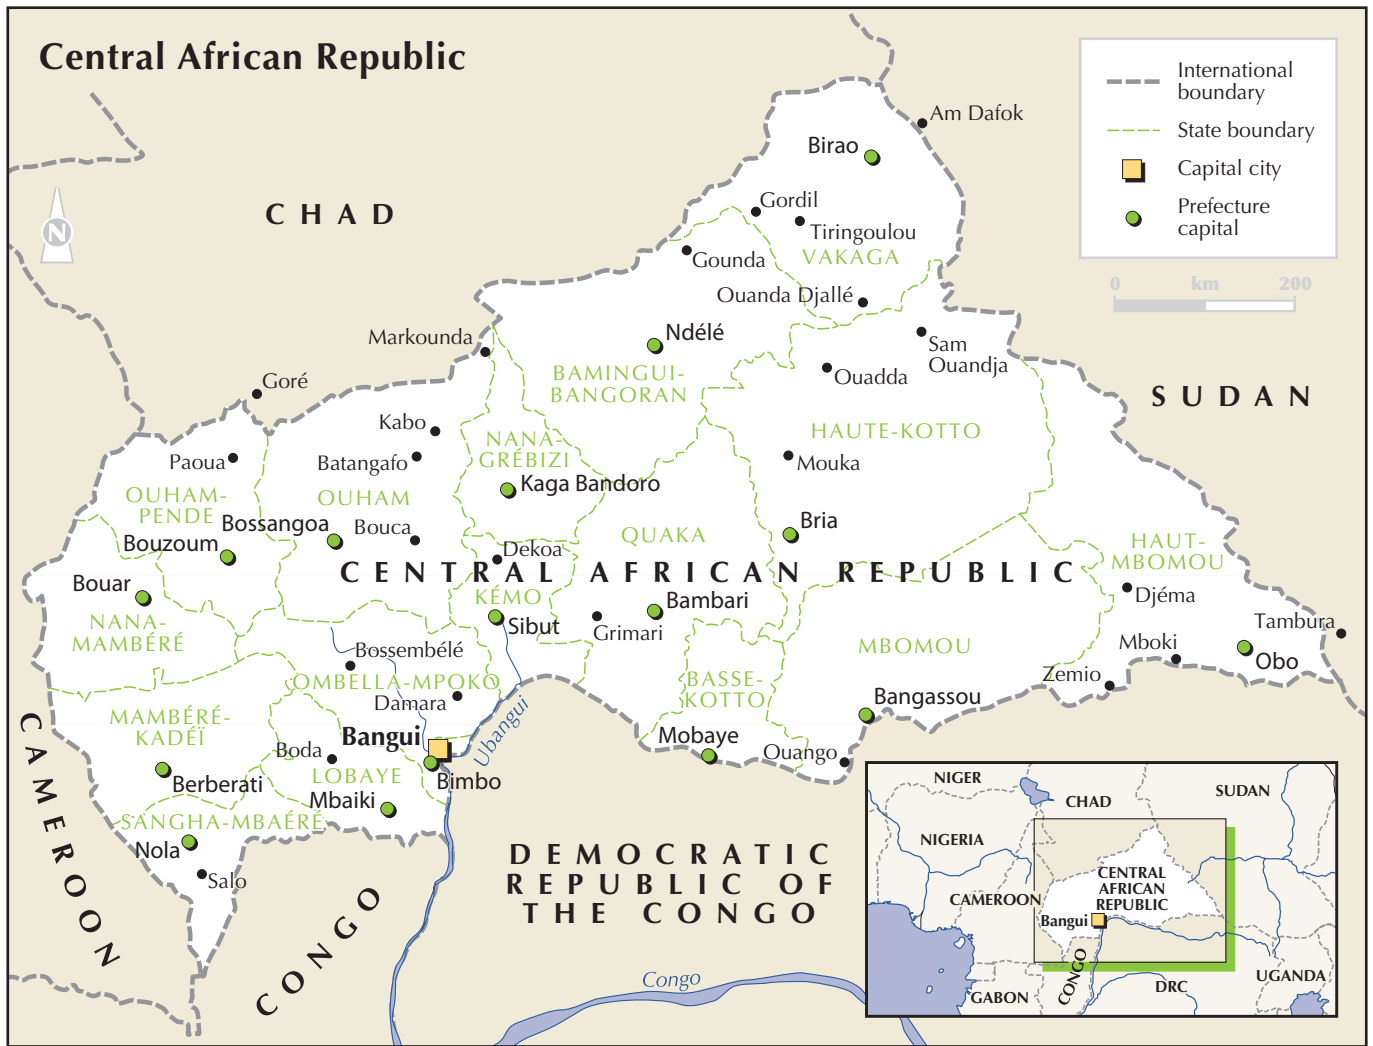 Central African Republic
International
boundary
State boundary
Capital city
Prefecture
capital
0 km 200
N
CHAD
SUDAN
CAMEROON
CONGO
DEMOCRATIC
REPUBLIC OF
THE CONGO
CENTRAL AFRICAN REPUBLIC
Am Dafok
Birao
Gordil
Tiringoulou
VAKAGA
Gounda
Ouanda Djallé
Markounda
Ndélé
Sam
Ouandja
Ouadda
BAMINGUI-
BANGORAN
Goré
Kabo
HAUTE-KOTTO
NANA-
GRÉBIZI
Paoua
Batangafo
Mouka
Kaga Bandoro
OUHAM-
PENDE
OUHAM
Bossangoa
Bouca
Bria
QUAKA
Bouzoum
Dekoa
HAUT-
MBOMOU
Bouar
KÉMO
Bambari
Djéma
Sibut
Grimari
Tambura
NANA-
MAMBÉRÉ
Bossembélé
MBOMOU
Mboki
Obo
Zemio
OMBELLA-MPOKO
BASSE-
KOTTO
Damara
Bangassou
MAMBÉRÉ-
KADÉÏ
Ubangui
Bangui
Mobaye
Ouango
Boda
LOBAYE
Bimbo
Berberati
Mbaiki
SANGHA-MBAÉRÉ
Nola
Salo
Congo
NIGER
CHAD
SUDAN
NIGERIA
CENTRAL
AFRICAN
REPUBLIC
CAMEROON
Bangui
CONGO
GABON
DRC
UGANDA